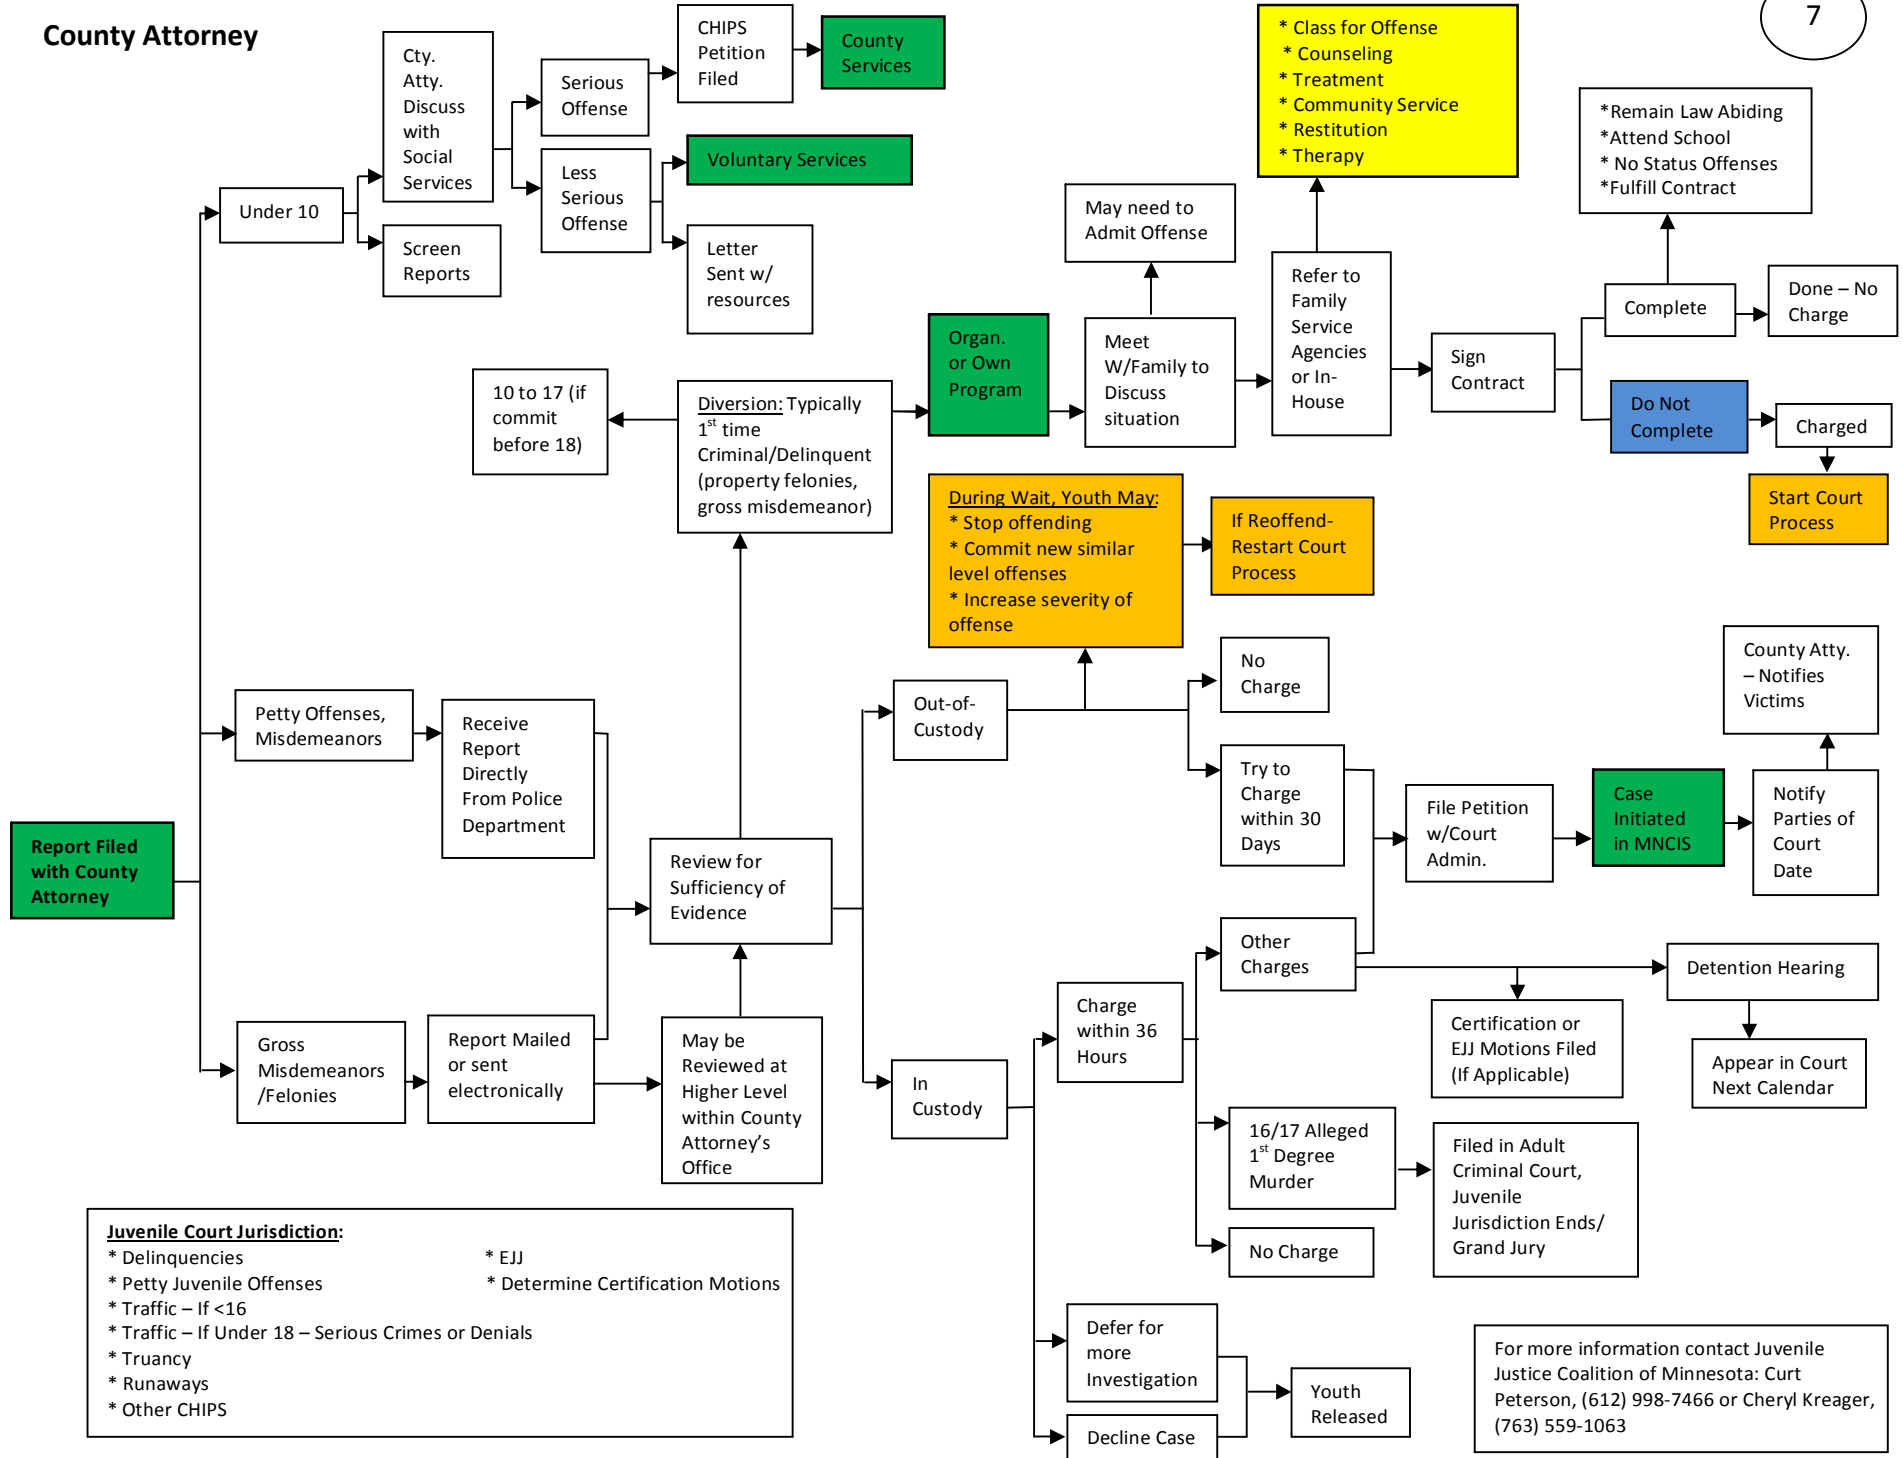 County Attorney
7
Cty.
Atty.
Discuss
with
Social
Services
Serious
Offense
CHIPS
Petition
Filed
County
Services
Less
Serious
Offense
Voluntary Services
Letter
Sent w/
resources
Under 10
Screen
Reports
* Class for Offense
* Counseling
* Treatment
* Community Service
* Restitution
* Therapy
*Remain Law Abiding
*Attend School
* No Status Offenses
*Fulfill Contract
May need to
Admit Offense
10 to 17 (if
commit
before 18)
Diversion: Typically
1st time
Criminal/Delinquent
(property felonies,
gross misdemeanor)
Organ.
or Own
Program
Meet
W/Family to
Discuss
situation
Refer to
Family
Service
Agencies
or In-
House
Sign
Contract
Complete
Done – No
Charge
Do Not
Complete
Charged
Start Court
Process
During Wait, Youth May:
* Stop offending
* Commit new similar
level offenses
* Increase severity of
offense
If Reoffend-
Restart Court
Process
Petty Offenses,
Misdemeanors
Receive
Report
Directly
From Police
Department
Report Filed
with County
Attorney
Review for
Sufficiency of
Evidence
Out-of-
Custody
No
Charge
Try to
Charge
within 30
Days
File Petition
w/Court
Admin.
Case
Initiated
in MNCIS
Notify
Parties of
Court
Date
County Atty.
– Notifies
Victims
Gross
Misdemeanors
/Felonies
Report Mailed
or sent
electronically
May be
Reviewed at
Higher Level
within County
Attorney’s
Office
In
Custody
Charge
within 36
Hours
Other
Charges
Detention Hearing
Certification or
EJJ Motions Filed
(If Applicable)
Appear in Court
Next Calendar
16/17 Alleged
1st Degree
Murder
Filed in Adult
Criminal Court,
Juvenile
Jurisdiction Ends/
Grand Jury
No Charge
Defer for
more
Investigation
Decline Case
Youth
Released
Juvenile Court Jurisdiction:
* Delinquencies * EJJ
* Petty Juvenile Offenses * Determine Certification Motions
* Traffic – If <16
* Traffic – If Under 18 – Serious Crimes or Denials
* Truancy
* Runaways
* Other CHIPS
For more information contact Juvenile
Justice Coalition of Minnesota: Curt
Peterson, (612) 998-7466 or Cheryl Kreager,
(763) 559-1063